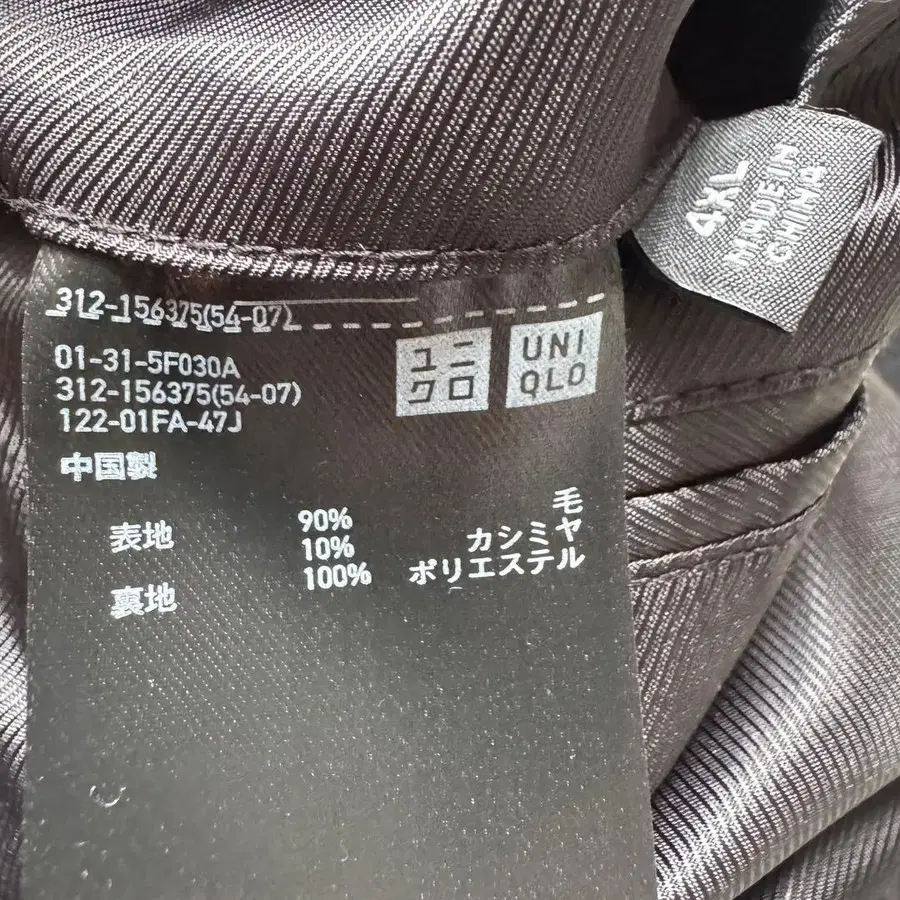 4XL
MADE IN
CHINA
312-156375(54-07)
ユニ
クロ
UNI
QLO
01-31-5F030A
312-156375(54-07)
122-01FA-47J
中国製
表地 90% 毛
10% カシミヤ
裏地 100% ポリエステル